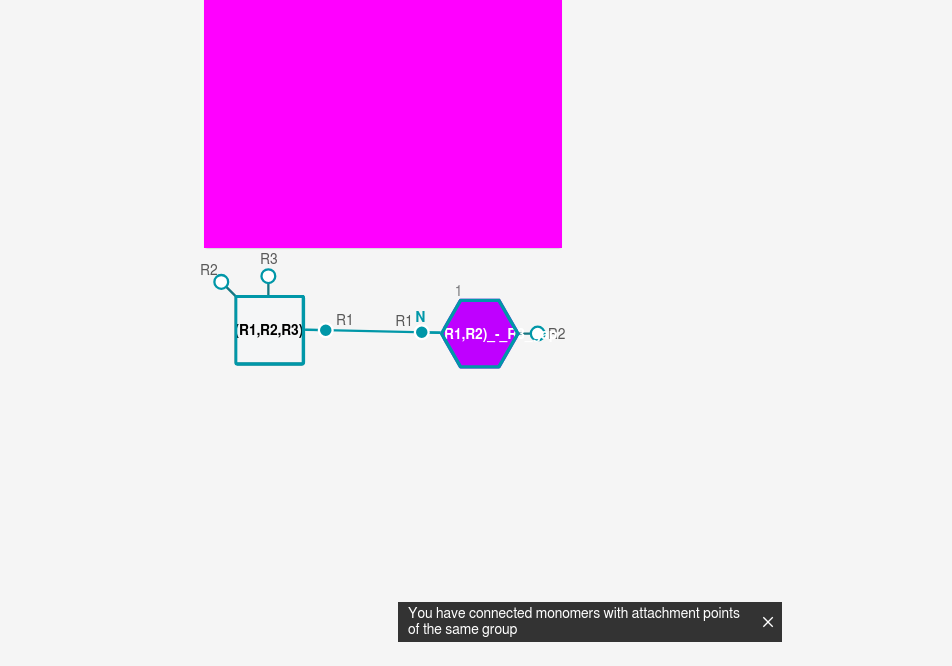 R3
R2
1
N
R1
R1
(R1,R2,R3)
R1,R2)_-_R
R2
You have connected monomers with attachment points
of the same group